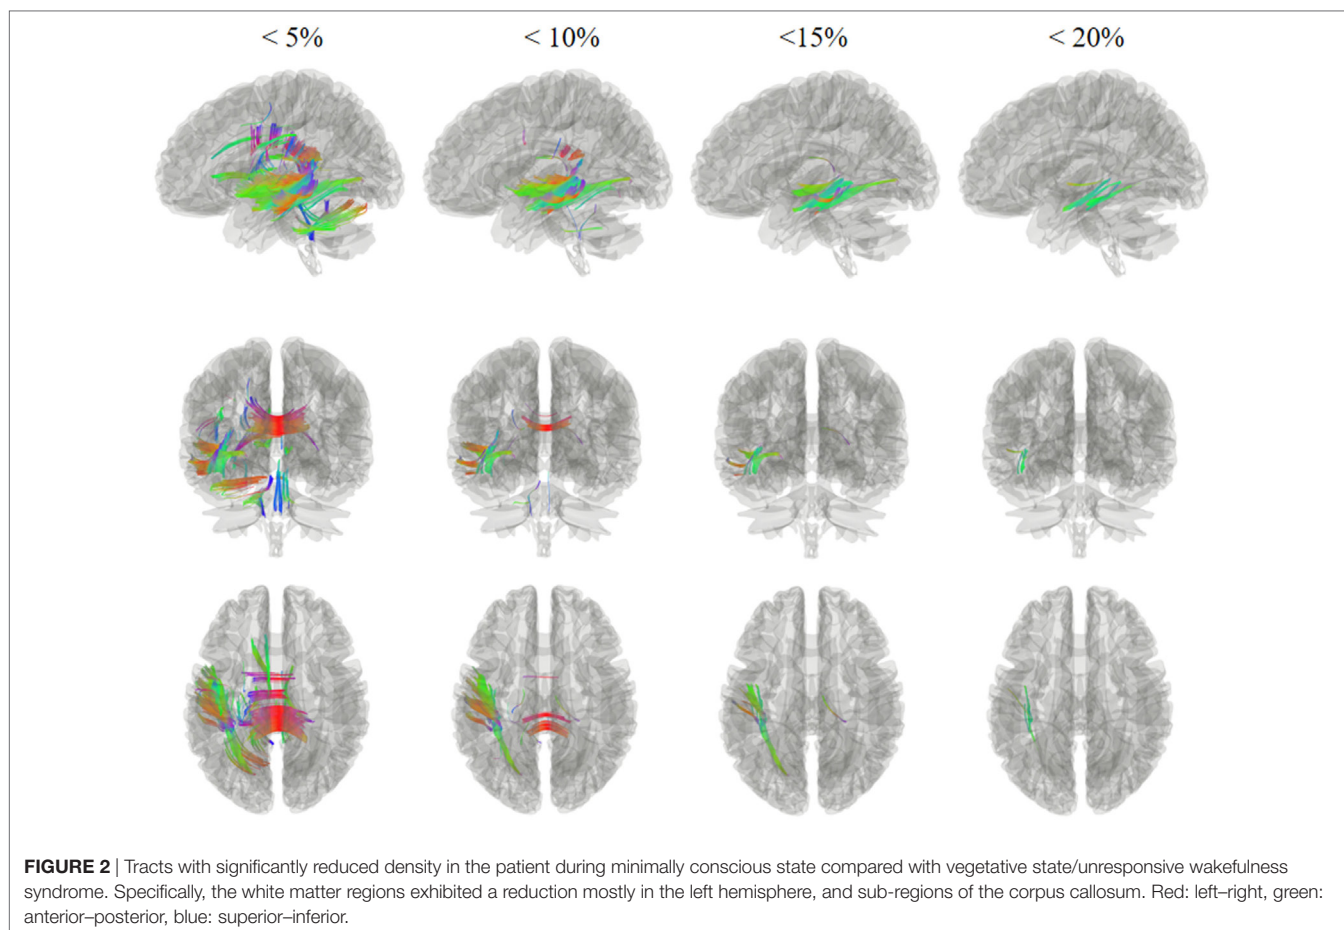 < 5%
< 10%
<15%
< 20%
FIGURE 2 | Tracts with significantly reduced density in the patient during minimally conscious state compared with vegetative state/unresponsive wakefulness
syndrome. Specifically, the white matter regions exhibited a reduction mostly in the left hemisphere, and sub-regions of the corpus callosum. Red: left–right, green:
anterior–posterior, blue: superior–inferior.